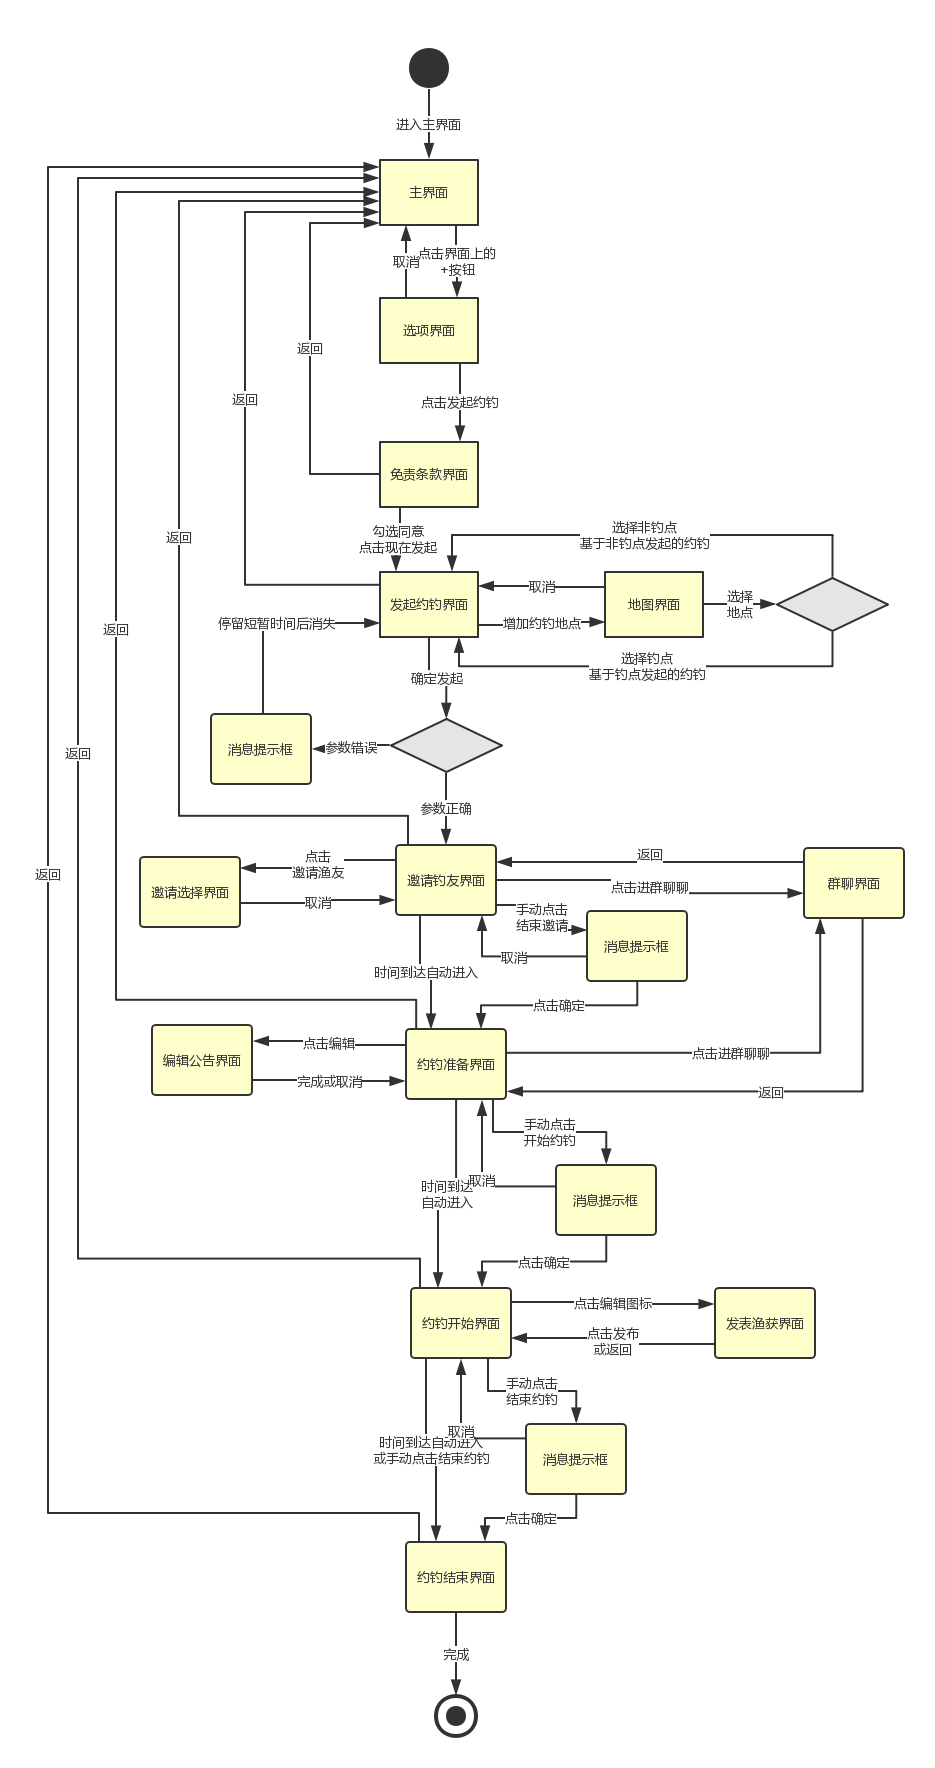 进入主界面
主界面
取消
点击界面上的
+按钮
选项界面
返回
点击发起约钓
返回
免责条款界面
勾选同意
点击现在发起
选择非钓点
基于非钓点发起的约钓
返回
发起约钓界面
取消
增加约钓地点
地图界面
选择
地点
停留短暂时间后消失
返回
选择钓点
基于钓点发起的约钓
确定发起
消息提示框
参数错误
返回
参数正确
返回
点击
邀请渔友
邀请选择界面
取消
邀请钓友界面
返回
点击进群聊聊
群聊界面
手动点击
结束邀请
消息提示框
取消
时间到达自动进入
点击确定
点击编辑
编辑公告界面
完成或取消
约钓准备界面
点击进群聊聊
返回
手动点击
开始约钓
时间到达
自动进入
取消
消息提示框
点击确定
约钓开始界面
点击编辑图标
点击发布
或返回
发表渔获界面
手动点击
结束约钓
取消
时间到达自动进入
或手动点击结束约钓
消息提示框
点击确定
约钓结束界面
完成